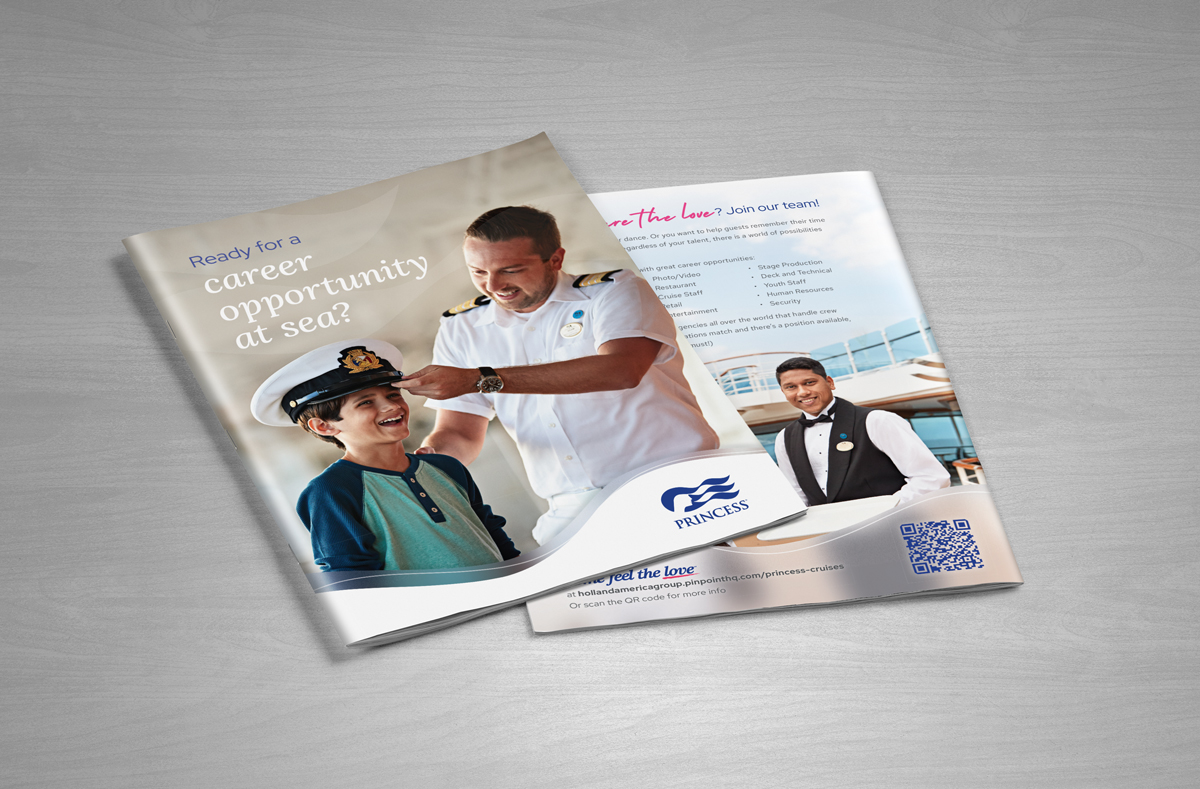 Ready for a
career
opportunity
at sea?
PRINCESS
the love? Join our team!
dance. Or you want to help guests remember their time
regardless of your talent, there is a world of possibilities
with great career opportunities:
Photo/Video
Restaurant
Cruise Staff
• Stage Production
• Deck and Technical
• Youth Staff
• Human Resources
• Security
all over the world that handle crew
match and there's a position available,
feel the love
at hollandamericagroup.pinpointhq.com/princess-cruises
Or scan the QR code for more info